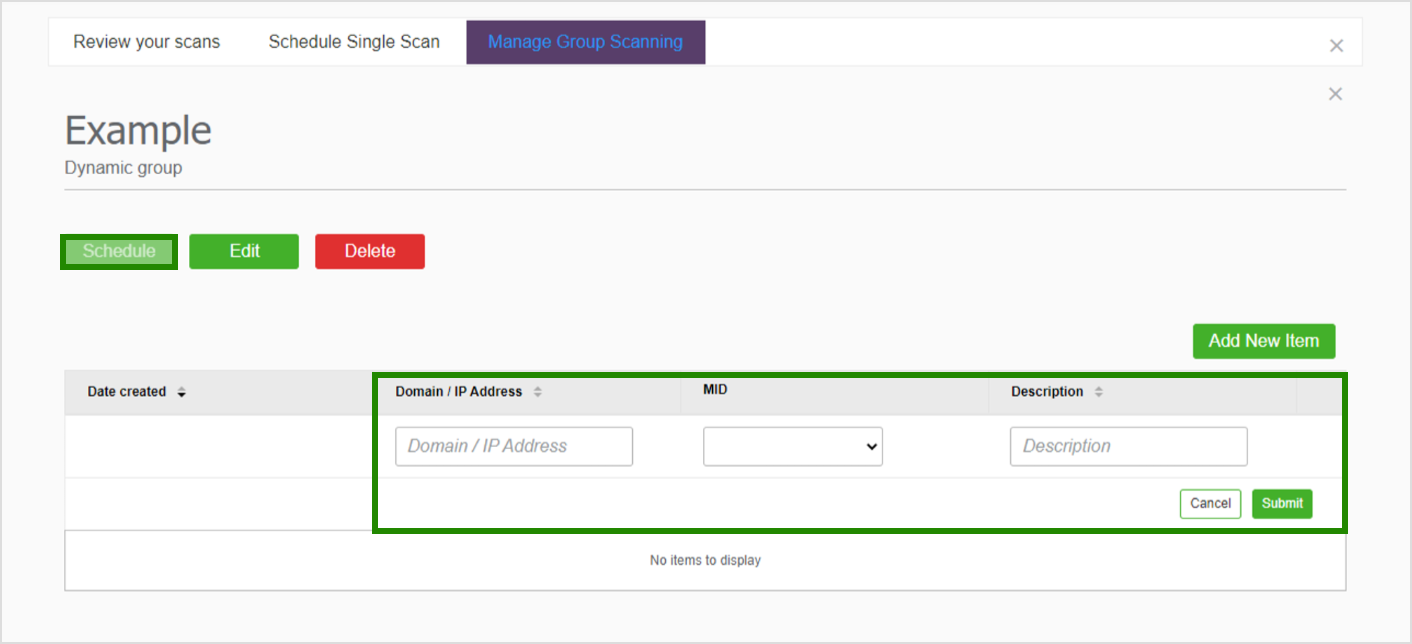 Review your scans Schedule Single Scan Manage Group Scanning
Example
Dynamic group
Schedule Edit Delete
Add New Item
Date created Domain / IP Address MID Description
Domain / IP Address Description
Cancel Submit
No items to display